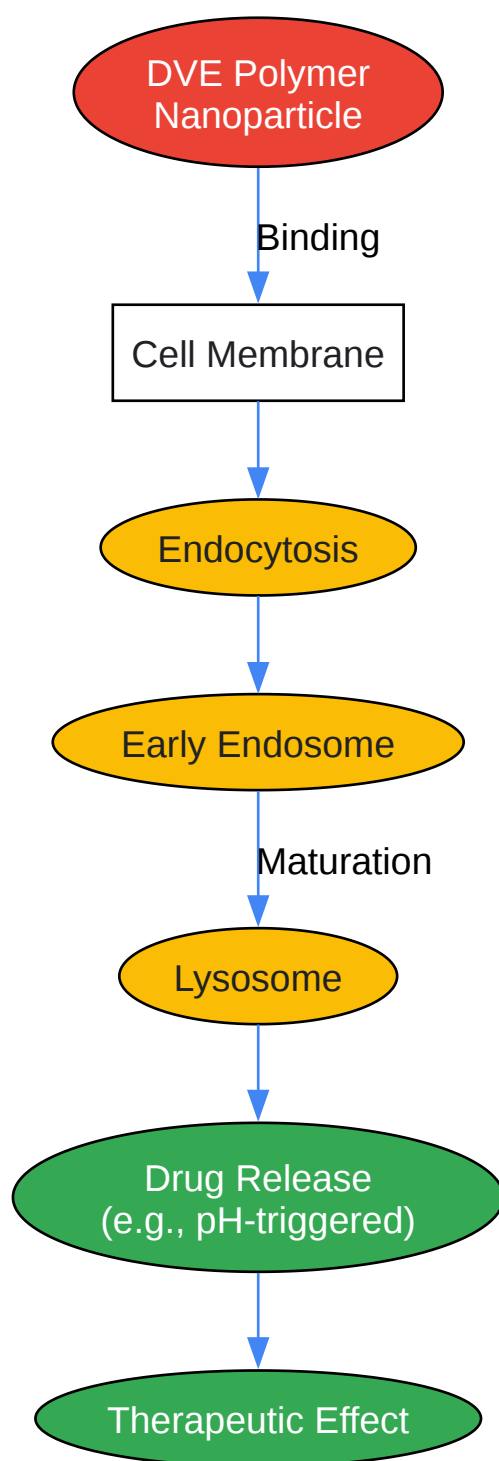 DVE Polymer
Nanoparticle
Binding
Cell Membrane
Endocytosis
Early Endosome
Maturation
Lysosome
Drug Release
(e.g., pH-triggered)
Therapeutic Effect